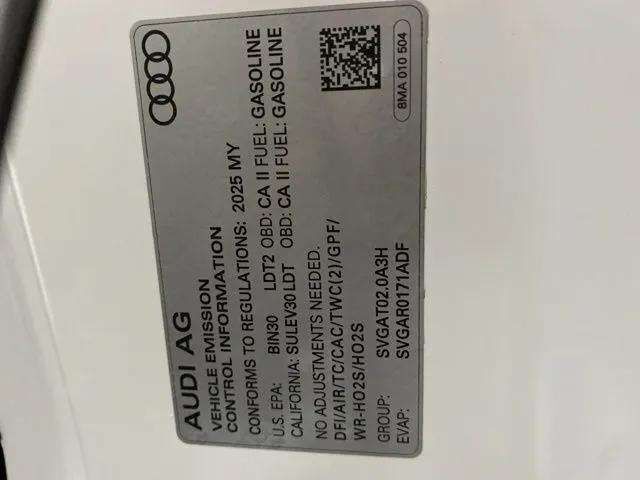 AUDI AG
VEHICLE EMISSION
CONTROL INFORMATION
CONFORMS TO REGULATIONS: 2025 MY
U.S. EPA: BIN30 LDT2 OBD: CA II FUEL: GASOLINE
CALIFORNIA: SULEV30 LDT OBD: CA II FUEL: GASOLINE
NO ADJUSTMENTS NEEDED.
DFI/AIR/TC/CAC/TWC(2)/GPF/
WR-HO2S/HO2S
GROUP: SVGAT02.0A3H
EVAP: SVGAR0171ADF
8MA 010 504